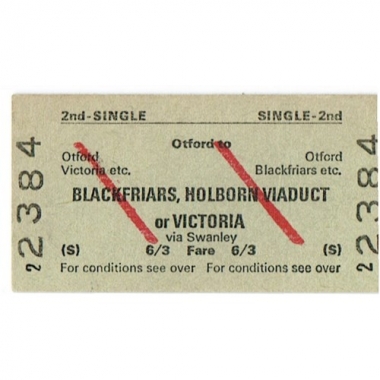 2nd-SINGLE SINGLE-2nd
Otford to
Otford Otford
Victoria etc. Blackfriars etc.
BLACKFRIARS, HOLBORN VIADUCT
or VICTORIA
via Swanley
(S) 6/3 Fare 6/3 (S)
For conditions see over For conditions see over
22384